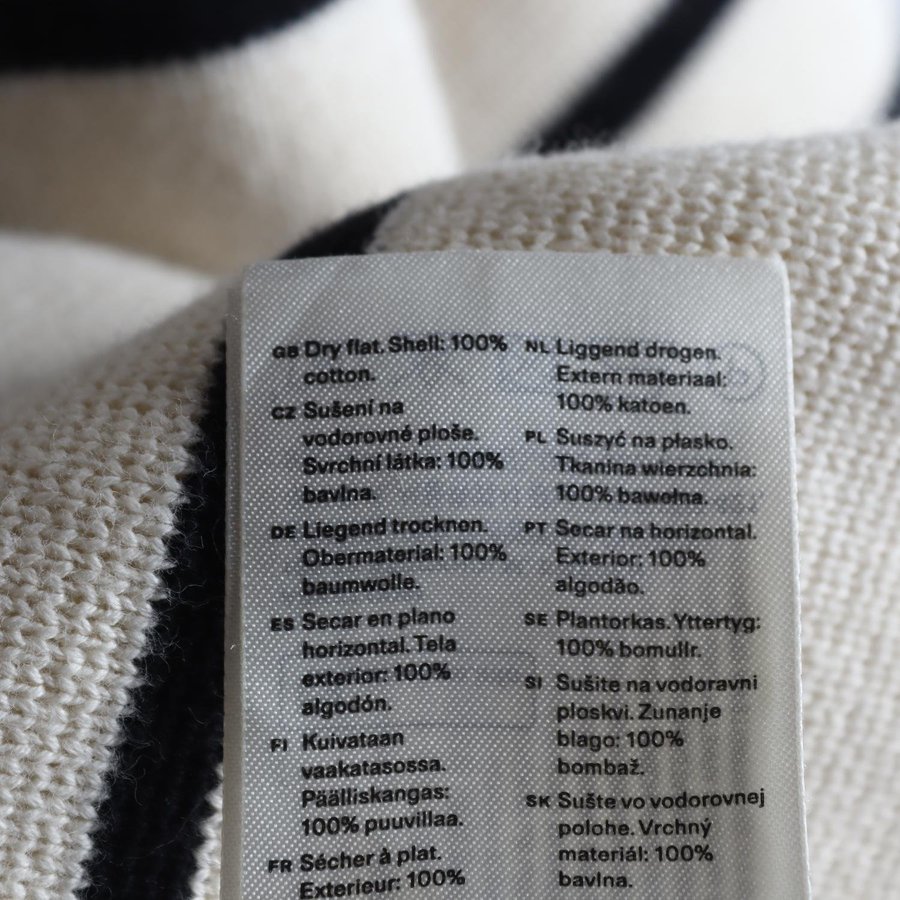 GB Dry flat. Shell: 100%
cotton.
CZ Sušení na
vodorovné ploše.
Svrchní látka: 100%
bavlna.
DE Liegend trocknen.
Obermaterial: 100%
baumwolle.
ES Secar en plano
horizontal. Tela
exterior: 100%
algodón.
FI Kuivataan
vaakatasossa.
Päälliskangas:
100% puuvillaa.
FR Sécher à plat.
Exterieur: 100%
NL Liggend drogen.
Extern materiaal:
100% katoen.
PL Suszyć na płasko.
Tkanina wierzchnia:
100% bawełna.
PT Secar na horizontal.
Exterior: 100%
algodão.
SE Plantorkas. Yttertyg:
100% bomullr.
SI Sušite na vodoravni
ploskvi. Zunanje
blago: 100%
bombaž.
SK Sušte vo vodorovnej
polohe. Vrchný
materiál: 100%
bavlna.